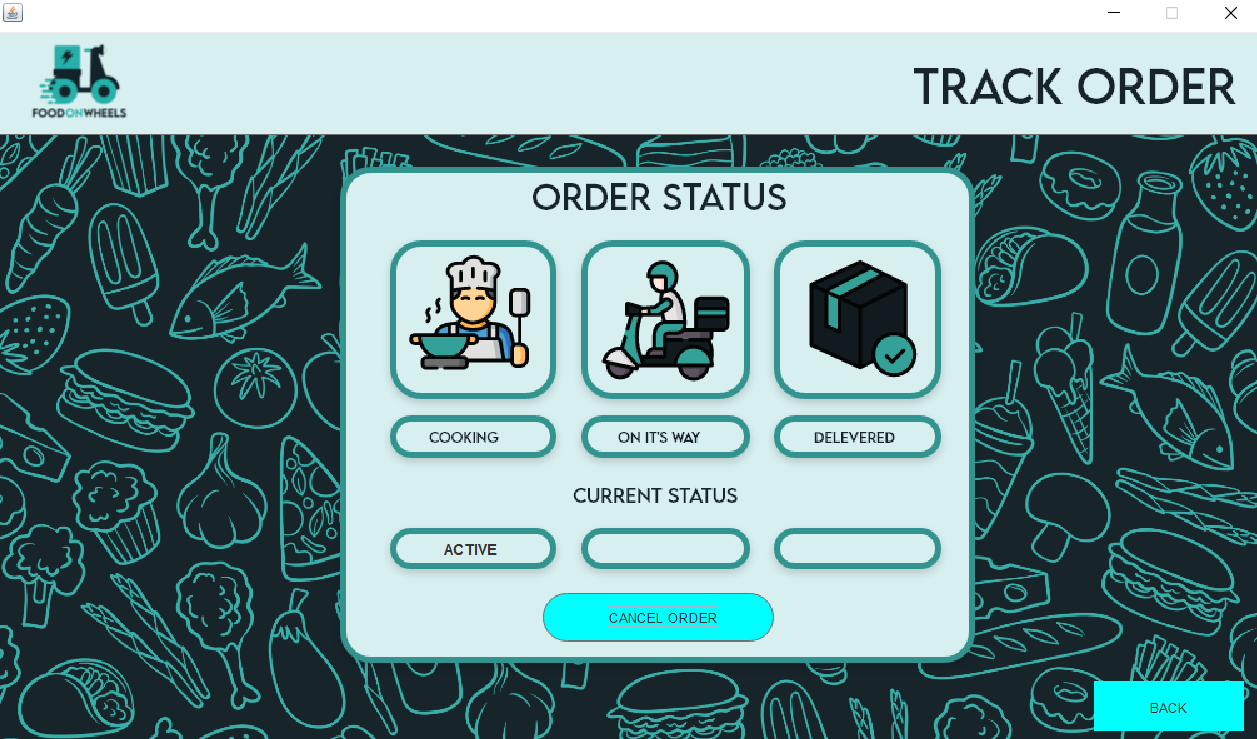 FOODONWHEELS
TRACK ORDER
ORDER STATUS
COOKING
ON IT'S WAY
DELEVERED
CURRENT STATUS
ACTIVE
CANCEL ORDER
BACK